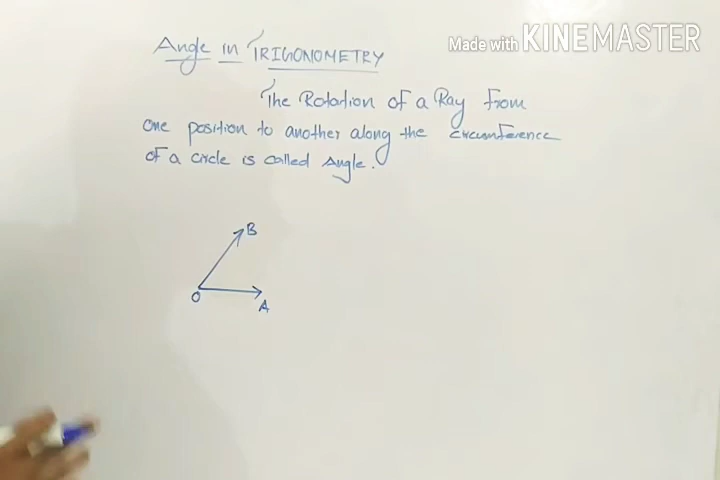 Angle in TRIGONOMETRY
Made with KINEMASTER
The Rotation of a Ray from
one position to another along the circumference
of a circle is called Angle.
B
O
A